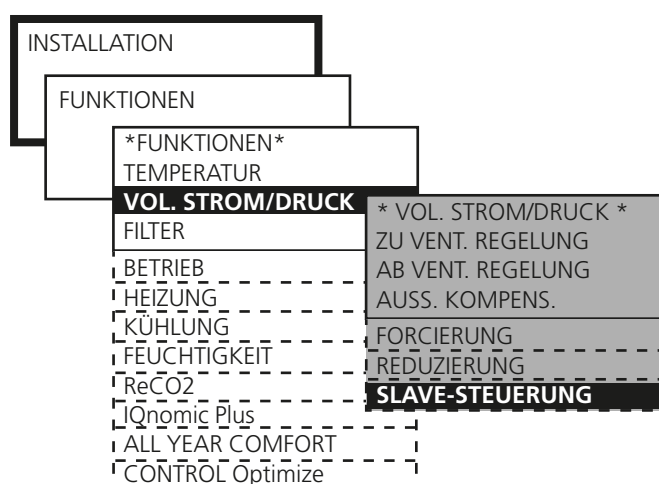 INSTALLATION
FUNKTIONEN
*FUNKTIONEN*
TEMPERATUR
VOL. STROM/DRUCK
FILTER
BETRIEB
HEIZUNG
KÜHLUNG
FEUCHTIGKEIT
ReCO2
IQnomic Plus
ALL YEAR COMFORT
CONTROL Optimize
* VOL. STROM/DRUCK *
ZU VENT. REGELUNG
AB VENT. REGELUNG
AUSS. KOMPENS.
FORCIERUNG
REDUZIERUNG
SLAVE-STEUERUNG